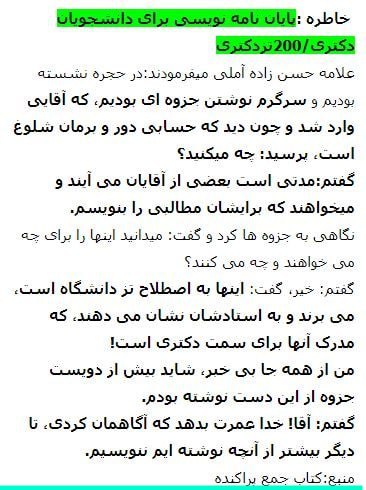 خاطره :پایان نامه نویسی برای دانشجویان
دکتری/200تزدکتری
علامه حسن زاده آملی میفرمودند:در حجره نشسته
بودیم و سرگرم نوشتن جزوه ای بودیم، که آقایی
وارد شد و چون دید که حسابی دور و برمان شلوغ
است، پرسید: چه میکنید؟
گفتم:مدتی است بعضی از آقایان می آیند و
میخواهند که برایشان مطالبی را بنویسم.
نگاهی به جزوه ها کرد و گفت: میدانید اینها را برای چه
می خواهند و چه می کنند؟
گفتم: خیر، گفت: اینها به اصطلاح تز دانشگاه است،
می برند و به استادشان نشان می دهند، که
مدرک آنها برای سمت دکتری است!
من از همه جا بی خبر، شاید بیش از دویست
جزوه از این دست نوشته بودم.
گفتم: آقا! خدا عمرت بدهد که آگاهمان کردی، تا
دیگر بیشتر از آنچه نوشته ایم ننویسیم.
منبع:کتاب جمع پراکنده